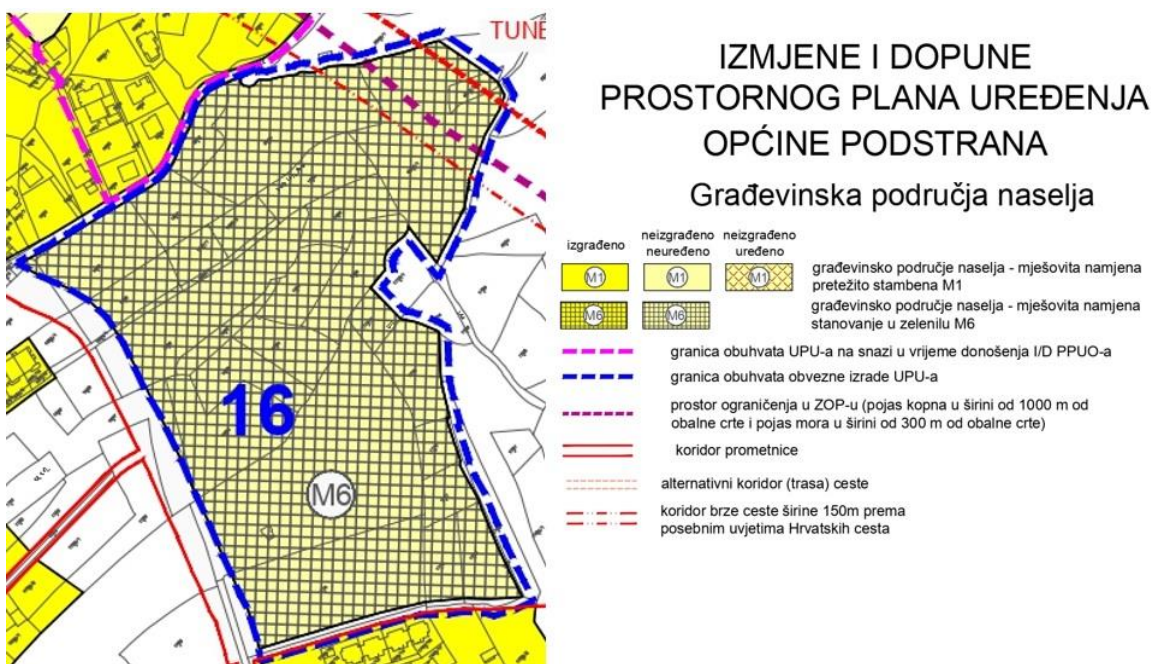 TUNE
16
M6
IZMJENE I DOPUNE
PROSTORNOG PLANA UREĐENJA
OPĆINE PODSTRANA
Građevinska područja naselja
izgrađeno
neizgrađeno
neuređeno
neizgrađeno
uređeno
M1
M1
M1
građevinsko područje naselja - mješovita namjena
pretežito stambena M1
M6
M6
građevinsko područje naselja - mješovita namjena
stanovanje u zelenilu M6
granica obuhvata UPU-a na snazi u vrijeme donošenja I/D PPUO-a
granica obuhvata obvezne izrade UPU-a
prostor ograničenja u ZOP-u (pojas kopna u širini od 1000 m od
obalne crte i pojas mora u širini od 300 m od obalne crte)
koridor prometnice
alternativni koridor (trasa) ceste
koridor brze ceste širine 150m prema
posebnim uvjetima Hrvatskih cesta